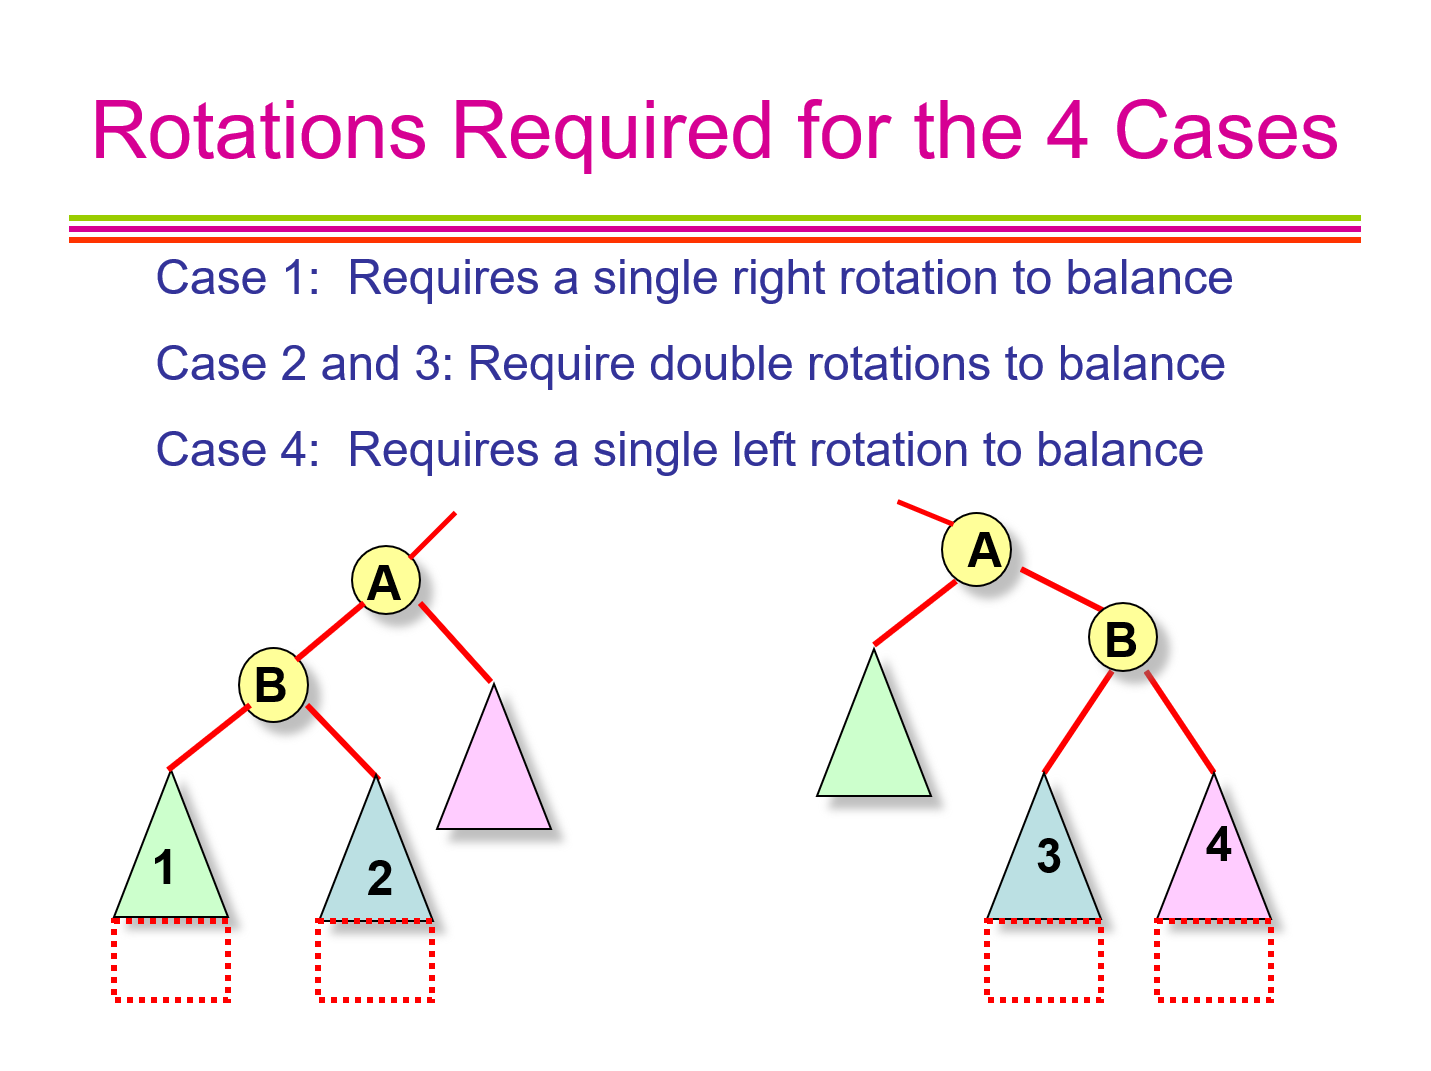 Rotations Required for the 4 Cases
Case 1: Requires a single right rotation to balance
Case 2 and 3: Require double rotations to balance
Case 4: Requires a single left rotation to balance
A
B
1
2
A
B
3
4